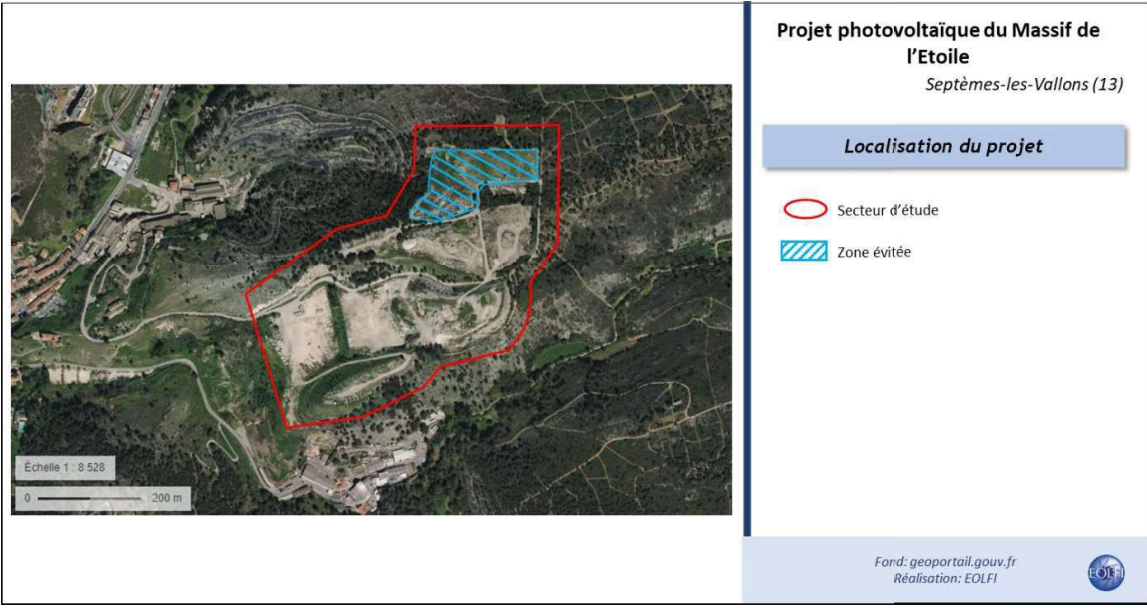 Projet photovoltaïque du Massif de
l'Etoile
Septèmes-les-Vallons (13)
Localisation du projet
Secteur d'étude
Zone évitée
Échelle 1 : 8 528
0 200 m
Fond: geoportail.gouv.fr
Réalisation: EOLFI
EOLFI